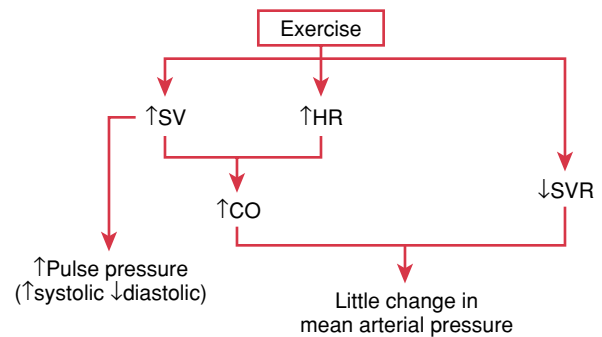 Exercise
↑SV
↑HR
↓SVR
↑CO
↑Pulse pressure
(↑systolic ↓diastolic)
Little change in
mean arterial pressure